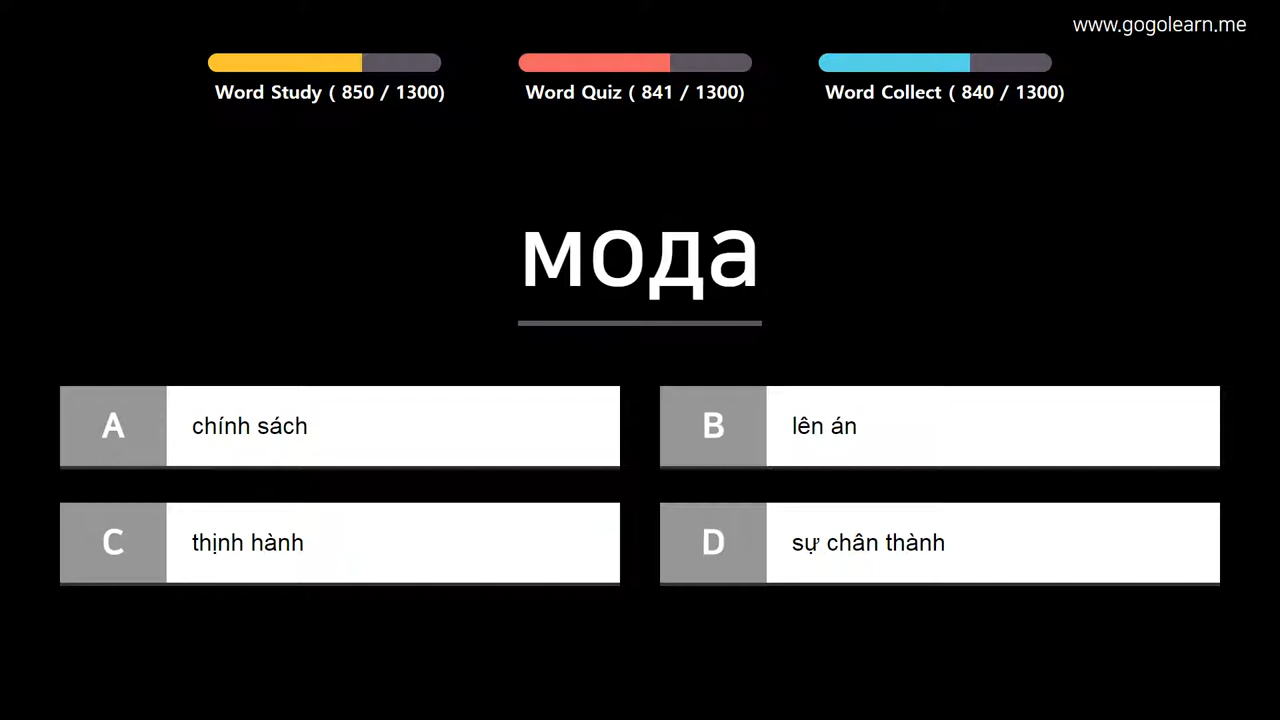 www.gogolearn.me
Word Study ( 850 / 1300)
Word Quiz ( 841 / 1300)
Word Collect ( 840 / 1300)
мода
A
chính sách
B
lên án
C
thịnh hành
D
sự chân thành